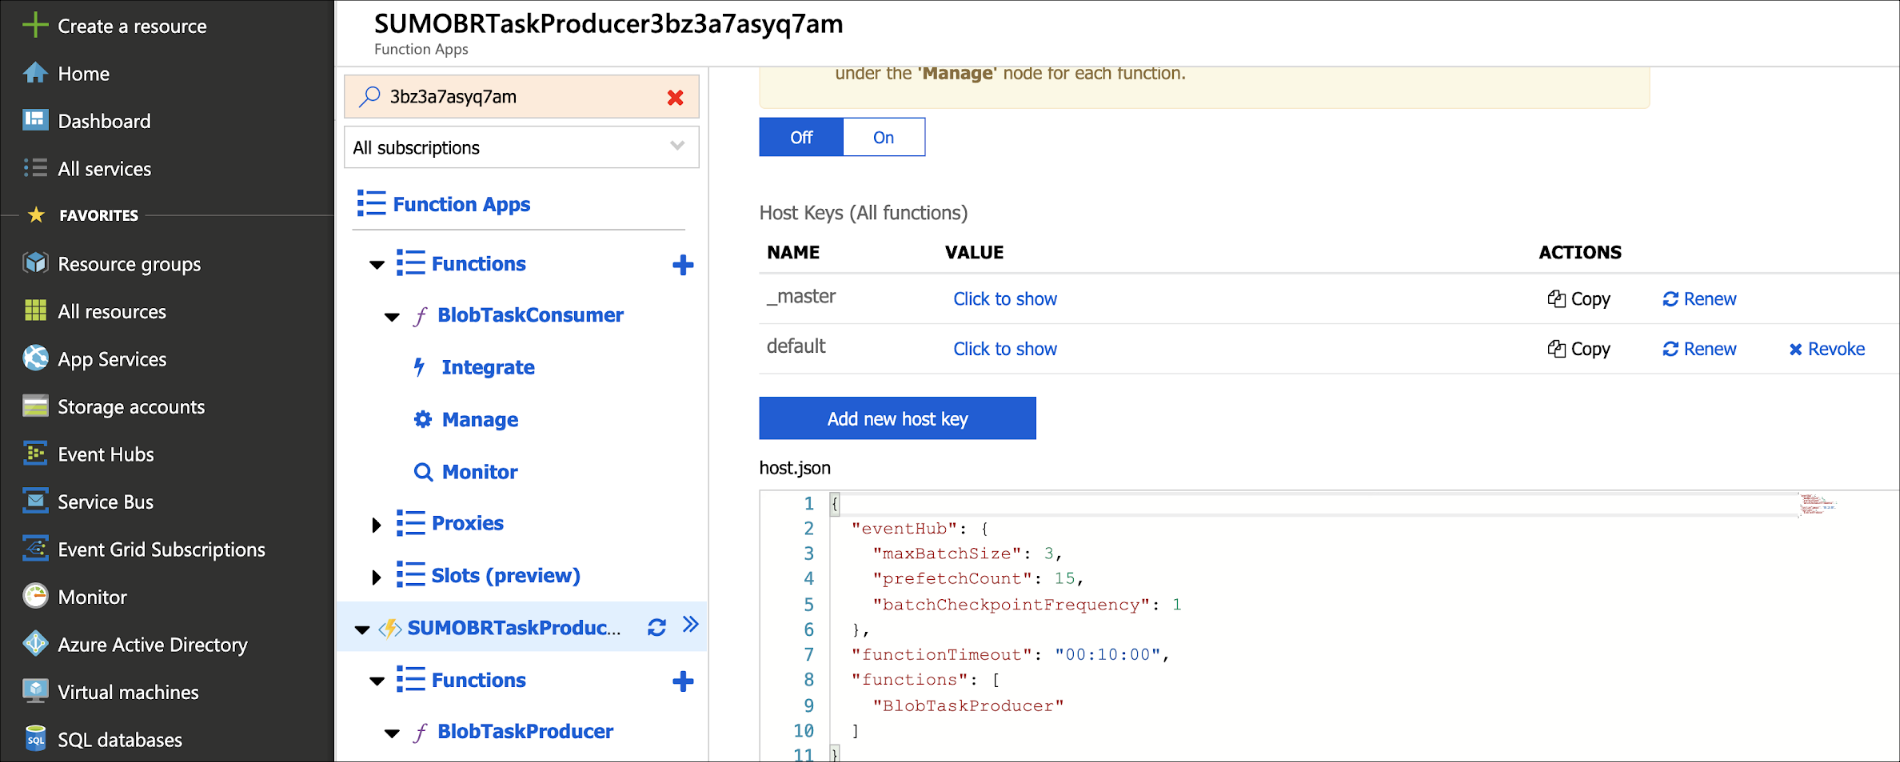 Create a resource
Home
Dashboard
All services
FAVORITES
Resource groups
All resources
App Services
Storage accounts
Event Hubs
Service Bus
Event Grid Subscriptions
Monitor
Azure Active Directory
Virtual machines
SQL databases
SUMOBRTaskProducer3bz3a7asyq7am
Function Apps
3bz3a7asyq7am
All subscriptions
Function Apps
Functions
BlobTaskConsumer
Integrate
Manage
Monitor
Proxies
Slots (preview)
SUMOBRTaskProduc...
Functions
BlobTaskProducer
under the 'Manage' node for each function.
Off On
Host Keys (All functions)
NAME VALUE ACTIONS
_master Click to show Copy Renew
default Click to show Copy Renew Revoke
Add new host key
host.json
1 {
2 "eventHub": {
3 "maxBatchSize": 3,
4 "prefetchCount": 15,
5 "batchCheckpointFrequency": 1
6 },
7 "functionTimeout": "00:10:00",
8 "functions": [
9 "BlobTaskProducer"
10 ]
11 }